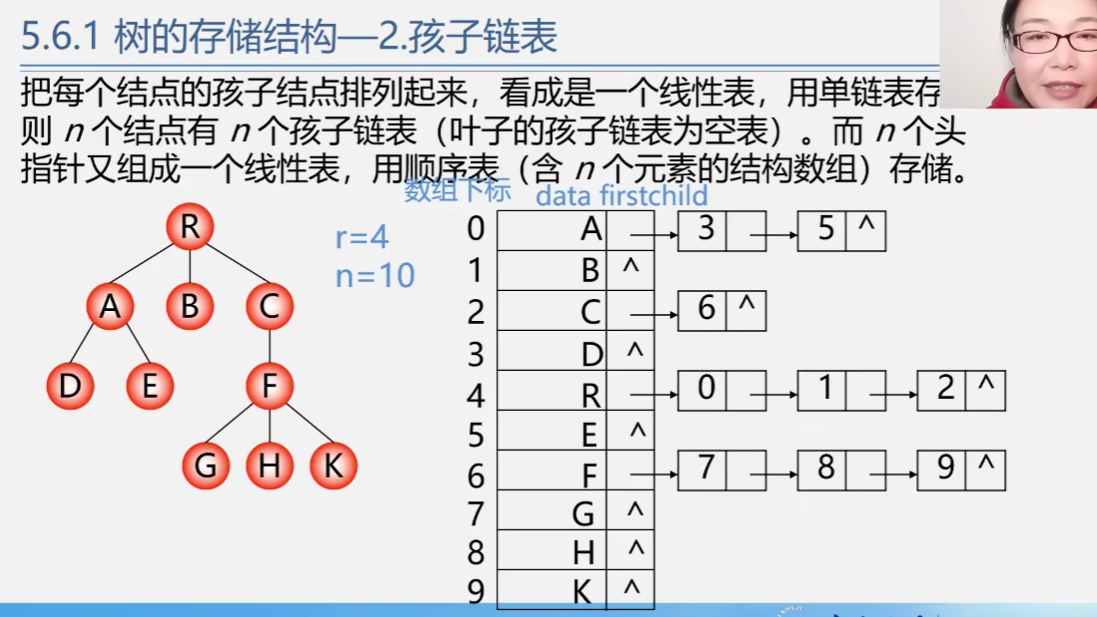 5.6.1 树的存储结构—2.孩子链表
把每个结点的孩子结点排列起来，看成是一个线性表，用单链表存
则 n 个结点有 n 个孩子链表（叶子的孩子链表为空表）。而 n 个头
指针又组成一个线性表，用顺序表（含 n 个元素的结构数组）存储。
数组下标 data firstchild
R
A B C
D E F
G H K
r=4
n=10
0 A 3 5 ^
1 B ^
2 C 6 ^
3 D ^
4 R 0 1 2 ^
5 E ^
6 F 7 8 9 ^
7 G ^
8 H ^
9 K ^